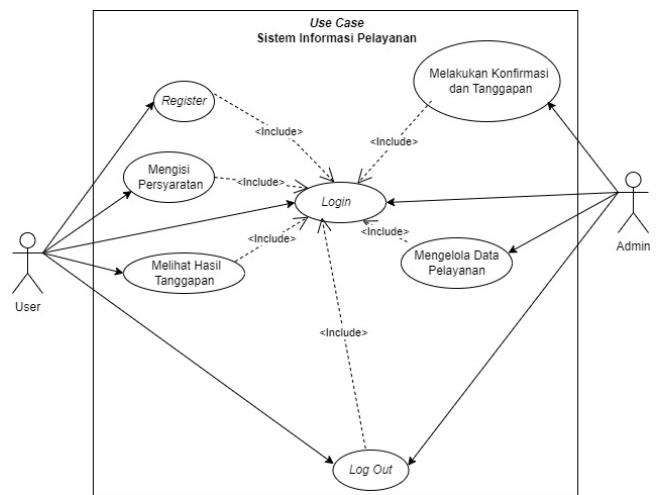 Use Case
Sistem Informasi Pelayanan
Melakukan Konfirmasi
dan Tanggapan
Register
<Include>
<Include>
Mengisi
Persyaratan
<Include>
Login
<Include>
<Include>
Melihat Hasil
Tanggapan
Mengelola Data
Pelayanan
User
Admin
<Include>
Log Out